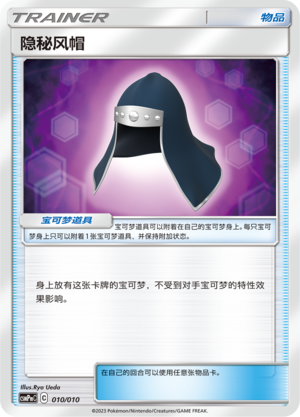 TRAINER 物品
隐秘风帽
宝可梦道具
宝可梦道具可以附着在自己的宝可梦身上。每只宝可
梦身上只可以附着1张宝可梦道具，并保持附加状态。
身上放有这张卡牌的宝可梦，不受到对手宝可梦的特性效
果影响。
在自己的回合可以使用任意张物品卡。
Illus.Ryo Ueda
C 010/010
©2023 Pokémon/Nintendo/Creatures/GAME FREAK.